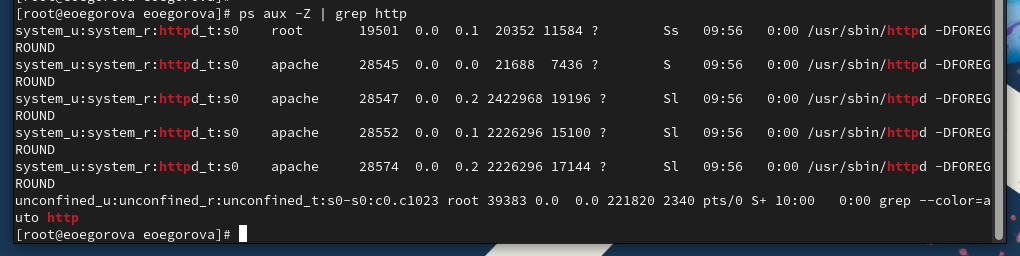 [root@eoegorova eoegorova]# ps aux -Z | grep http
system_u:system_r:httpd_t:s0    root       19501  0.0  0.1  20352 11584 ?       Ss   09:56   0:00 /usr/sbin/httpd -DFOREG
ROUND
system_u:system_r:httpd_t:s0    apache     28545  0.0  0.0  21688  7436 ?       S    09:56   0:00 /usr/sbin/httpd -DFOREG
ROUND
system_u:system_r:httpd_t:s0    apache     28547  0.0  0.2 2422968 19196 ?      Sl   09:56   0:00 /usr/sbin/httpd -DFOREG
ROUND
system_u:system_r:httpd_t:s0    apache     28552  0.0  0.1 2226296 15100 ?      Sl   09:56   0:00 /usr/sbin/httpd -DFOREG
ROUND
system_u:system_r:httpd_t:s0    apache     28574  0.0  0.2 2226296 17144 ?      Sl   09:56   0:00 /usr/sbin/httpd -DFOREG
ROUND
unconfined_u:unconfined_r:unconfined_t:s0-s0:c0.c1023 root 39383 0.0  0.0 221820 2340 pts/0 S+ 10:00   0:00 grep --color=a
uto http
[root@eoegorova eoegorova]#